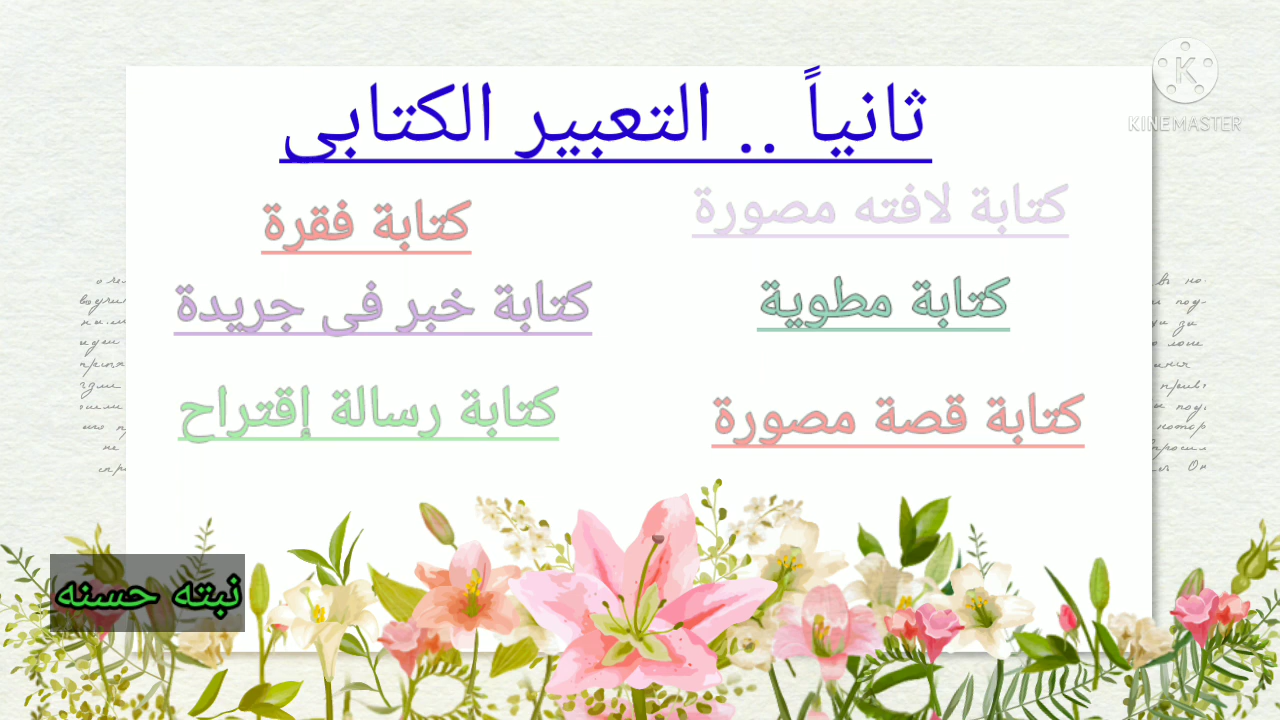 ثانياً .. التعبير الكتابى
كتابة لافته مصورة
كتابة فقرة
كتابة مطوية
كتابة خبر فى جريدة
كتابة قصة مصورة
كتابة رسالة إقتراح
نبته حسنه
K
KINEMASTER